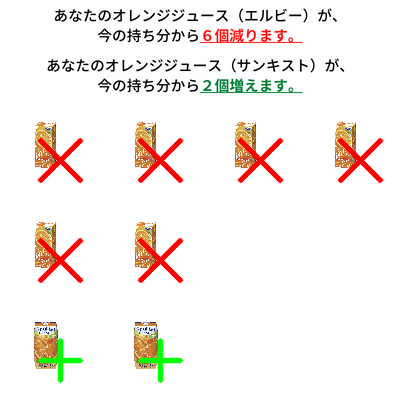 あなたのオレンジジュース（エルビー）が、
今の持ち分から６個減ります。
あなたのオレンジジュース（サンキスト）が、
今の持ち分から２個増えます。